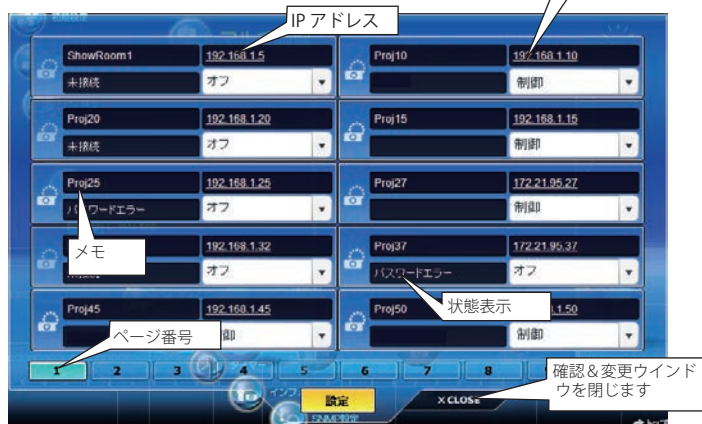 IP アドレス
ShowRoom1 192.168.1.5
未接続 オフ
Proj10 192.168.1.10
制御
Proj20 192.168.1.20
未接続 オフ
Proj15 192.168.1.15
制御
Proj25 192.168.1.25
パスワードエラー オフ
Proj27 172.21.95.27
制御
メモ
192.168.1.32
オフ
Proj37 172.21.95.37
パスワードエラー オフ
状態表示
Proj45 192.168.1.45
御
Proj50 1.50
制御
ページ番号
1 2 3 4 5 6 7 8
確認&変更ウインド
ウを閉じます
設定
X CLOSE